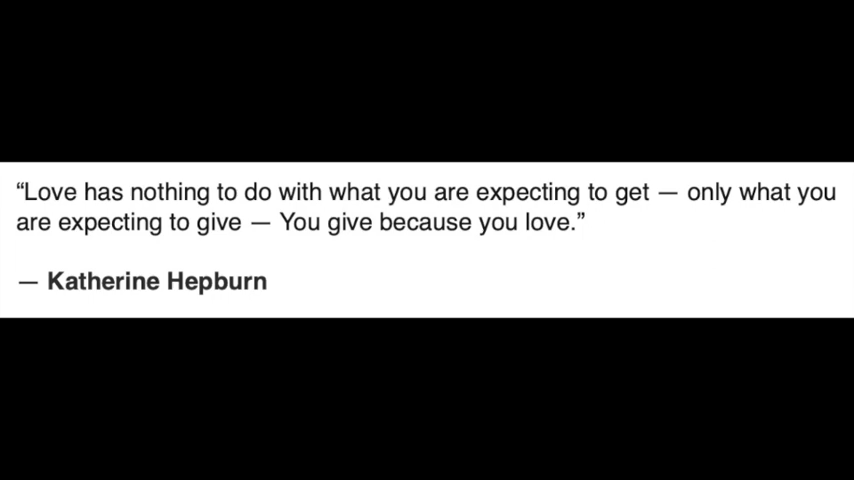 “Love has nothing to do with what you are expecting to get — only what you
are expecting to give — You give because you love.”
— Katherine Hepburn